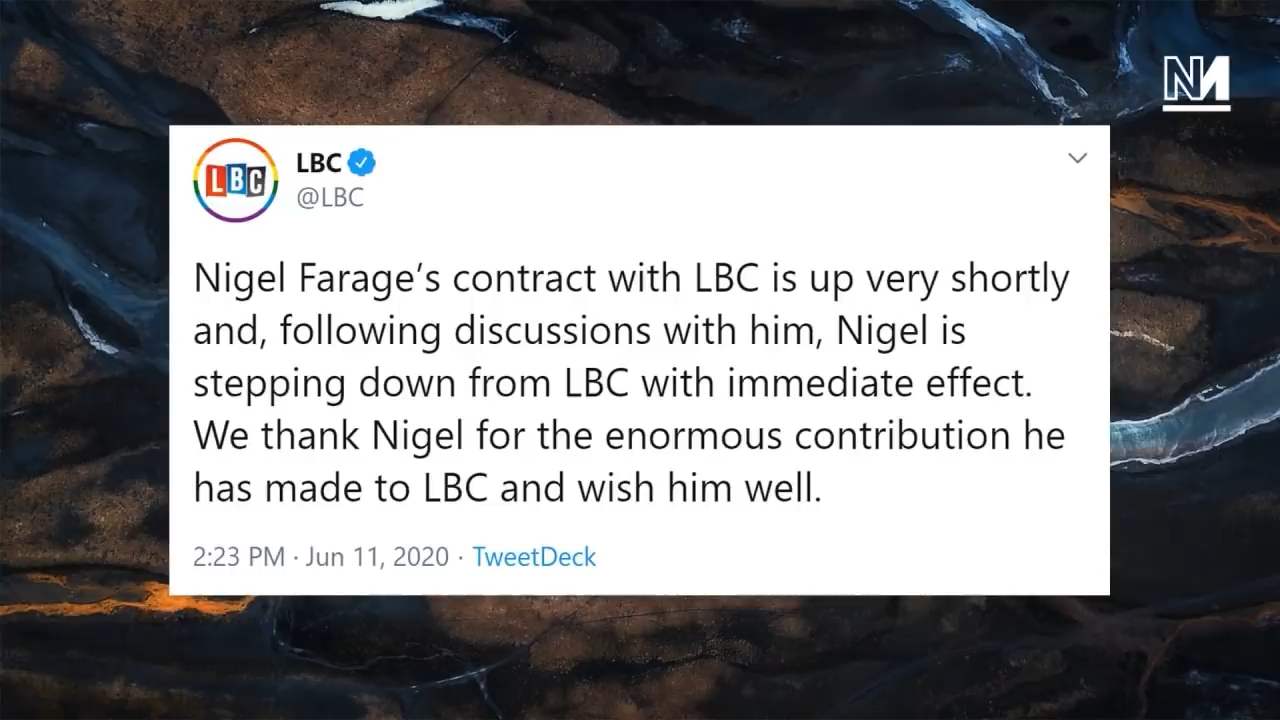 NM
LBC
LBC
@LBC
Nigel Farage’s contract with LBC is up very shortly
and, following discussions with him, Nigel is
stepping down from LBC with immediate effect.
We thank Nigel for the enormous contribution he
has made to LBC and wish him well.
2:23 PM · Jun 11, 2020 · TweetDeck